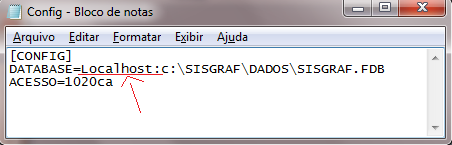 Config - Bloco de notas
Arquivo Editar Formatar Exibir Ajuda
[CONFIG]
DATABASE=Localhost:c:\SISGRAF\DADOS\SISGRAF.FDB
ACESSO=1020ca